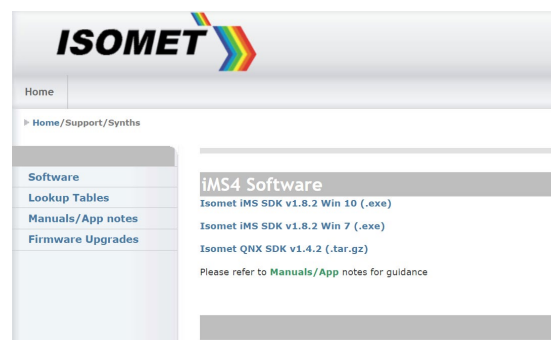 ISOMET
Home
Home/Support/Synths
Software
Lookup Tables
Manuals/App notes
Firmware Upgrades
iMS4 Software
Isomet iMS SDK v1.8.2 Win 10 (.exe)
Isomet iMS SDK v1.8.2 Win 7 (.exe)
Isomet QNX SDK v1.4.2 (.tar.gz)
Please refer to Manuals/App notes for guidance